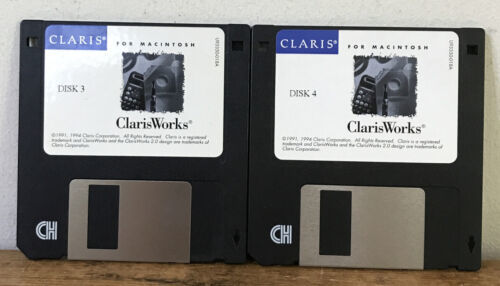 CLARIS
FOR MACINTOSH
DISK 3
ClarisWorks®
©1991, 1994 Claris Corporation. All Rights Reserved. Claris is a registered
trademark and ClarisWorks and the ClarisWorks 2.0 design are trademarks of
Claris Corporation.
CLARIS
FOR MACINTOSH
DISK 4
ClarisWorks®
©1991, 1994 Claris Corporation. All Rights Reserved. Claris is a registered
trademark and ClarisWorks and the ClarisWorks 2.0 design are trademarks of
Claris Corporation.